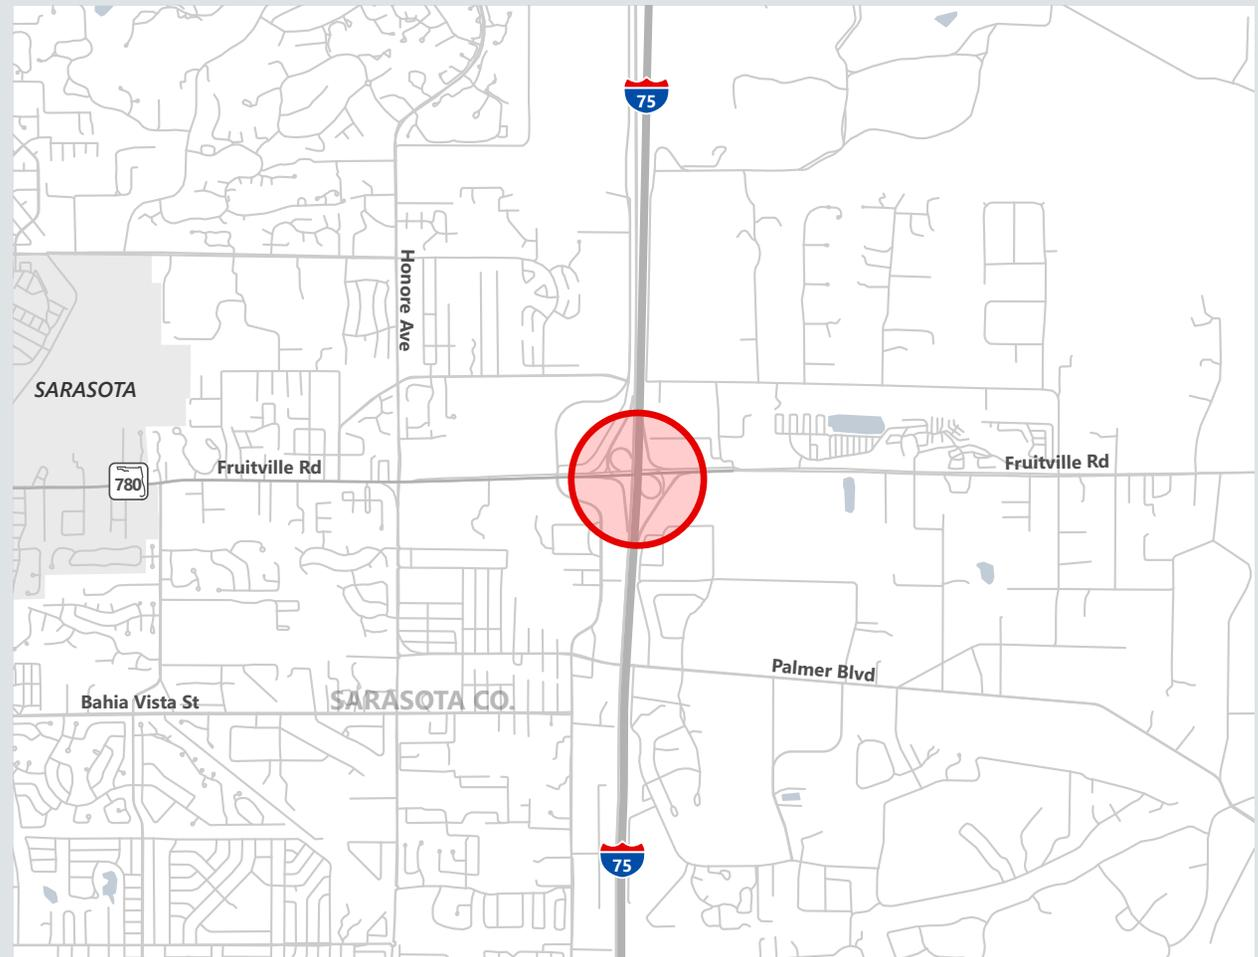 75
Honore Ave
SARASOTA
Fruitville Rd
Fruitville Rd
780
Palmer Blvd
Bahia Vista St
SARASOTA CO.
75